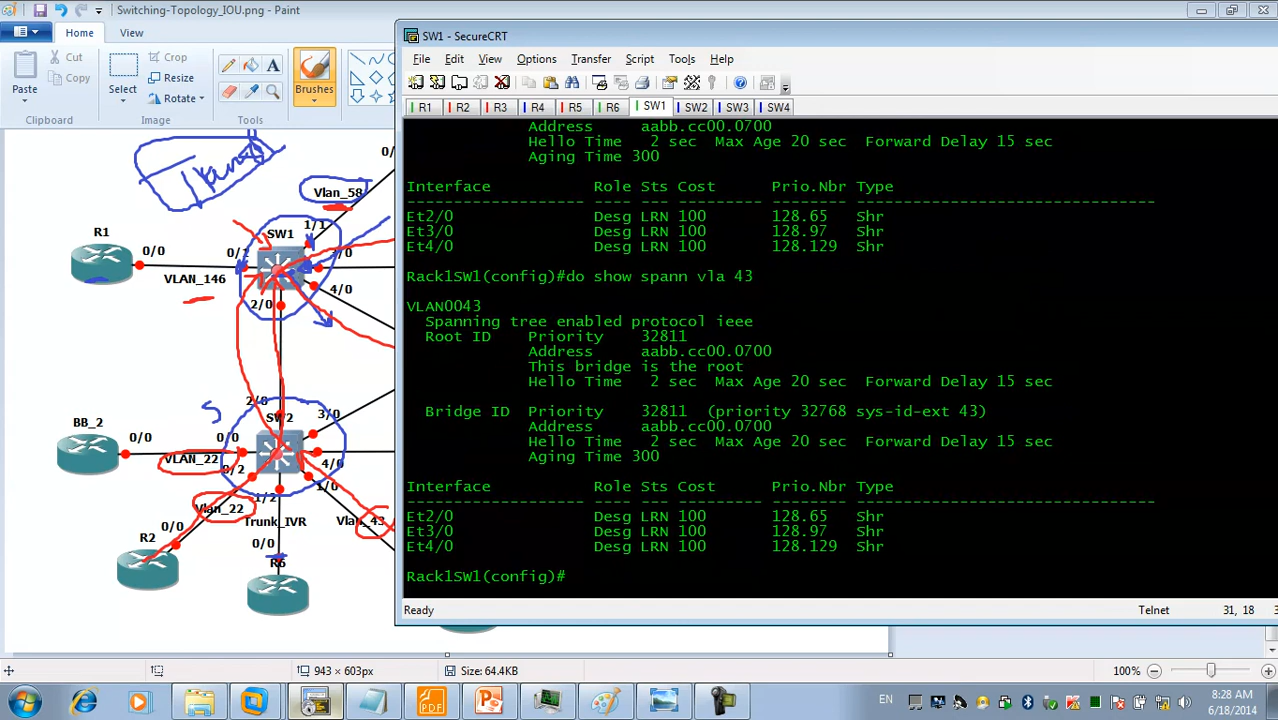 Switching-Topology_IOU.png - Paint
Home
View
Paste
Cut
Copy
Clipboard
Select
Crop
Resize
Rotate
Image
Tools
Brushes
Vlan_58
R1
0/0
SW1
1/1
0/1
VLAN_146
4/0
2/0
S
2/0
SW2
3/0
BB_2
0/0
0/0
VLAN_22
4/0
0/2
1/0
Vlan_22
1/2
Trunk_IVR
Vlan_43
0/0
R2
0/0
R6
SW1 - SecureCRT
File Edit View Options Transfer Script Tools Help
R1 R2 R3 R4 R5 R6 SW1 SW2 SW3 SW4
Address aabb.cc00.0700
Hello Time 2 sec Max Age 20 sec Forward Delay 15 sec
Aging Time 300
Interface Role Sts Cost Prio.Nbr Type
------------------- ---- --- --------- -------- --------------------------------
Et2/0 Desg LRN 100 128.65 Shr
Et3/0 Desg LRN 100 128.97 Shr
Et4/0 Desg LRN 100 128.129 Shr
Rack1SW1(config)#do show spann vla 43
VLAN0043
Spanning tree enabled protocol ieee
Root ID Priority 32811
Address aabb.cc00.0700
This bridge is the root
Hello Time 2 sec Max Age 20 sec Forward Delay 15 sec
Bridge ID Priority 32811 (priority 32768 sys-id-ext 43)
Address aabb.cc00.0700
Hello Time 2 sec Max Age 20 sec Forward Delay 15 sec
Aging Time 300
Interface Role Sts Cost Prio.Nbr Type
------------------- ---- --- --------- -------- --------------------------------
Et2/0 Desg LRN 100 128.65 Shr
Et3/0 Desg LRN 100 128.97 Shr
Et4/0 Desg LRN 100 128.129 Shr
Rack1SW1(config)#
Ready
Telnet
31, 18
943 × 603px
Size: 64.4KB
100%
EN
8:28 AM
6/18/2014